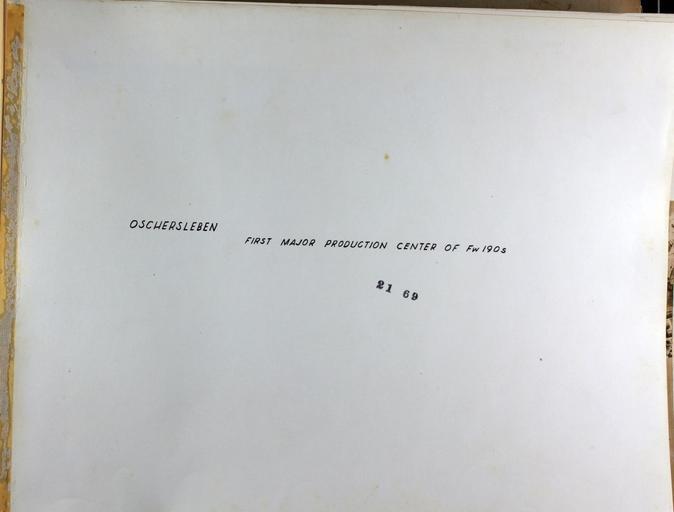 OSCHERSLEBEN
FIRST MAJOR PRODUCTION CENTER OF Fw 190s
21 69